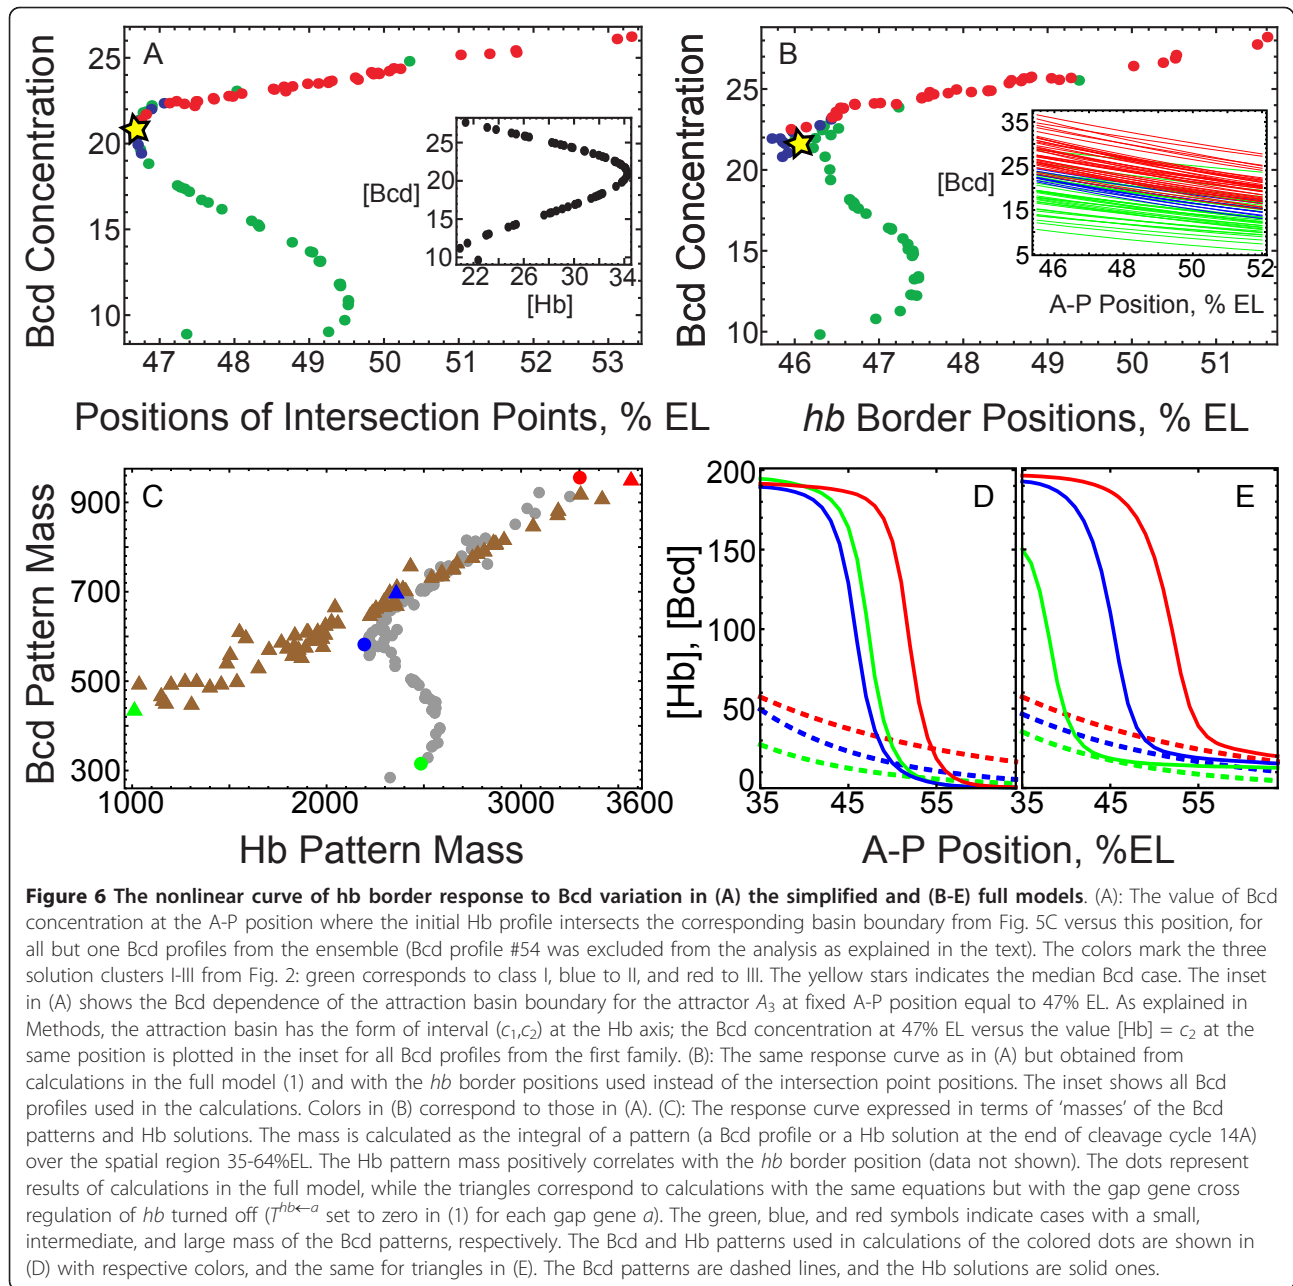 A
Bcd Concentration
25
20
15
10
47 48 49 50 51 52 53
Positions of Intersection Points, % EL
[Bcd]
25
20
15
10
22 26 30 34
[Hb]
B
Bcd Concentration
30
25
20
15
10
46 47 48 49 50 51
hb Border Positions, % EL
[Bcd]
35
25
15
5
46 48 50 52
A-P Position, % EL
C
Bcd Pattern Mass
900
700
500
300
1000 2000 3000 3600
Hb Pattern Mass
D
E
[Hb], [Bcd]
200
150
100
50
0
35 45 55 35 45 55
A-P Position, %EL
Figure 6 The nonlinear curve of hb border response to Bcd variation in (A) the simplified and (B-E) full models. (A): The value of Bcd
concentration at the A-P position where the initial Hb profile intersects the corresponding basin boundary from Fig. 5C versus this position, for
all but one Bcd profiles from the ensemble (Bcd profile #54 was excluded from the analysis as explained in the text). The colors mark the three
solution clusters I-III from Fig. 2: green corresponds to class I, blue to II, and red to III. The yellow stars indicates the median Bcd case. The inset
in (A) shows the Bcd dependence of the attraction basin boundary for the attractor A3 at fixed A-P position equal to 47% EL. As explained in
Methods, the attraction basin has the form of interval (c1,c2) at the Hb axis; the Bcd concentration at 47% EL versus the value [Hb] = c2 at the
same position is plotted in the inset for all Bcd profiles from the first family. (B): The same response curve as in (A) but obtained from
calculations in the full model (1) and with the hb border positions used instead of the intersection point positions. The inset shows all Bcd
profiles used in the calculations. Colors in (B) correspond to those in (A). (C): The response curve expressed in terms of ‘masses’ of the Bcd
patterns and Hb solutions. The mass is calculated as the integral of a pattern (a Bcd profile or a Hb solution at the end of cleavage cycle 14A)
over the spatial region 35-64%EL. The Hb pattern mass positively correlates with the hb border position (data not shown). The dots represent
results of calculations in the full model, while the triangles correspond to calculations with the same equations but with the gap gene cross
regulation of hb turned off (T^hb←a set to zero in (1) for each gap gene a). The green, blue, and red symbols indicate cases with a small,
intermediate, and large mass of the Bcd patterns, respectively. The Bcd and Hb patterns used in calculations of the colored dots are shown in
(D) with respective colors, and the same for triangles in (E). The Bcd patterns are dashed lines, and the Hb solutions are solid ones.